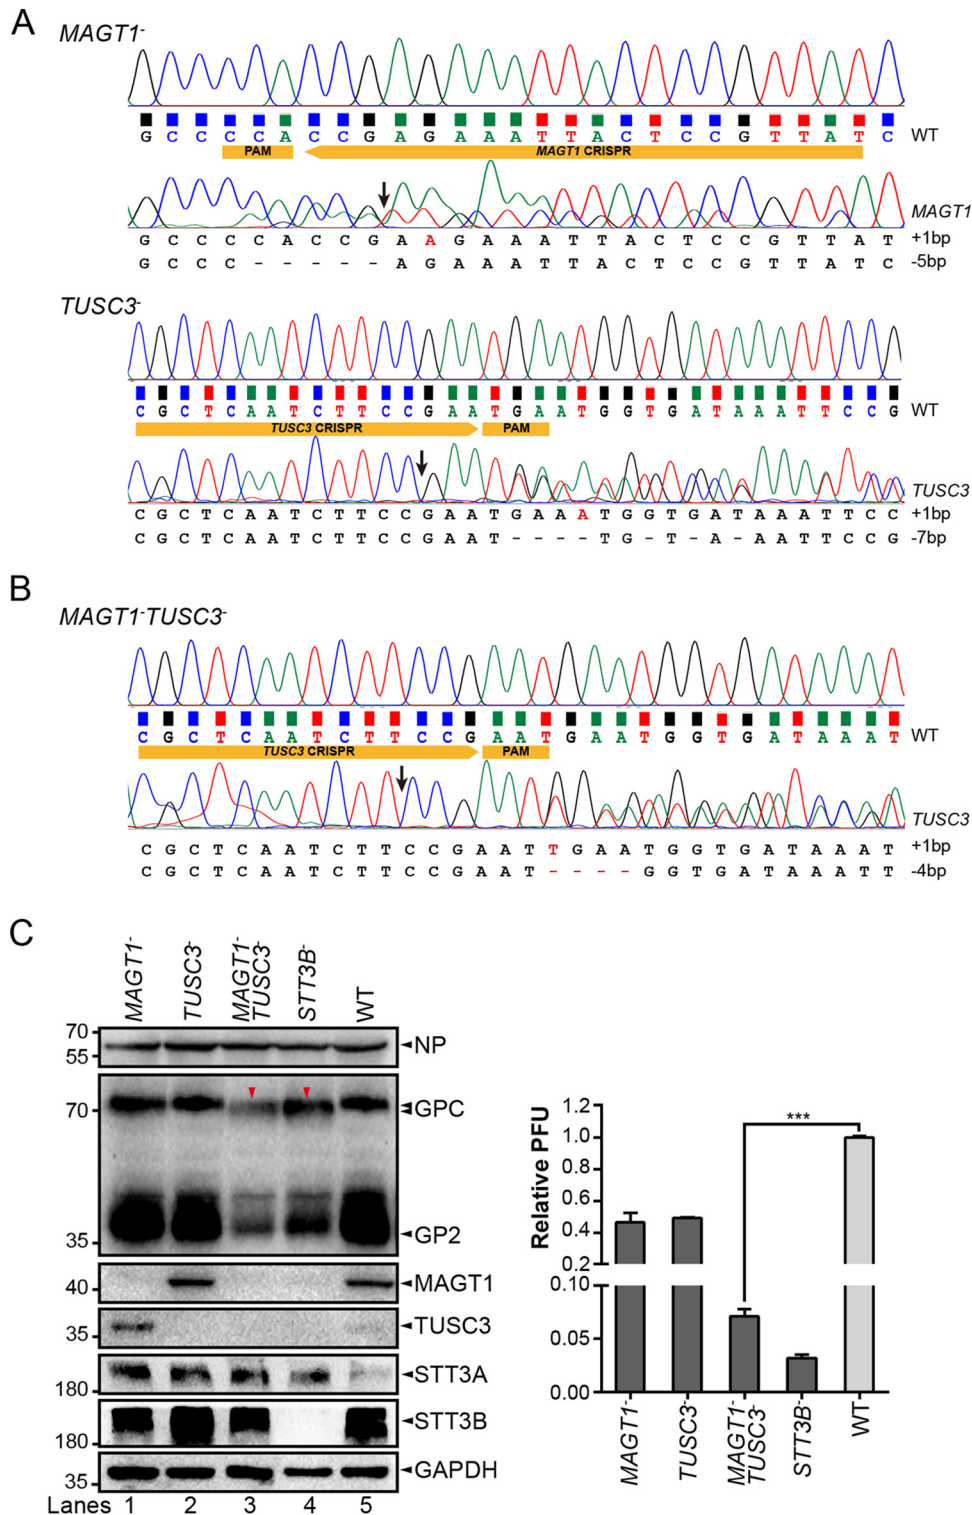 A
MAGT1-
G C C C C A C C G A G A A A T T A C T C C G T T A T C WT
PAM MAGT1 CRISPR
MAGT1
G C C C C A C C G A A G A A A T T A C T C C G T T A T +1bp
G C C C - - - - - A G A A A T T A C T C C G T T A T C -5bp
TUSC3-
C G C T C A A T C T T C C G A A T G A A T G G T G A T A A A T T C C G WT
TUSC3 CRISPR PAM
TUSC3
C G C T C A A T C T T C C G A A T G A A A T G G T G A T A A A T T C C +1bp
C G C T C A A T C T T C C G A A T - - - - T G - T - A - A A T T C C G -7bp
B
MAGT1-TUSC3-
C G C T C A A T C T T C C G A A T G A A T G G T G A T A A A T WT
TUSC3 CRISPR PAM
TUSC3
C G C T C A A T C T T C C G A A T T G A A T G G T G A T A A A T +1bp
C G C T C A A T C T T C C G A A T - - - - G G T G A T A A A T T -4bp
C
MAGT1-
TUSC3-
MAGT1-
TUSC3-
STT3B-
WT
70
55
NP
70
35
GPC
GP2
40
MAGT1
35
TUSC3
180
STT3A
180
STT3B
35
GAPDH
Lanes 1 2 3 4 5
Relative PFU
1.2
1.0
0.8
0.6
0.4
0.2
0.10
0.05
0.00
***
MAGT1-
TUSC3-
MAGT1-
TUSC3-
STT3B-
WT